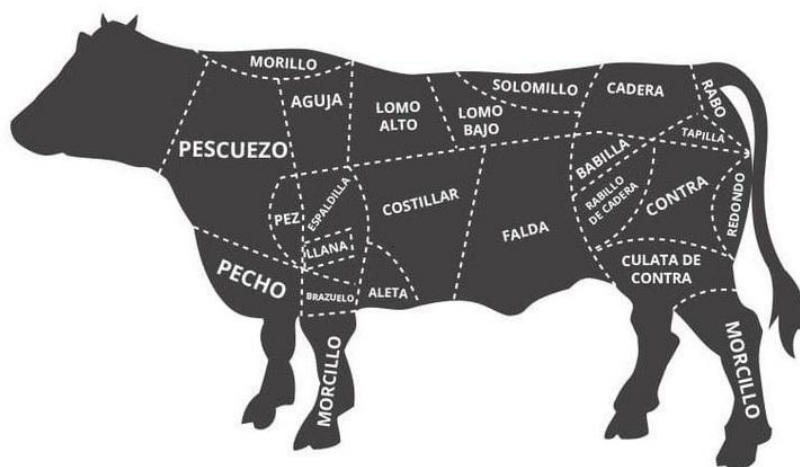 MORILLO
SOLOMILLO
CADERA
RABO
AGUJA
LOMO
ALTO
LOMO
BAJO
TAPILLA
PESCUEZO
BABILLA
ESPALDILLA
RABILLO
DE CADERA
CONTRA
REDONDO
PEZ
COSTILLAR
FALDA
LLANA
PECHO
BRAZUELO
ALETA
CULATA DE
CONTRA
MORCILLO
MORCILLO